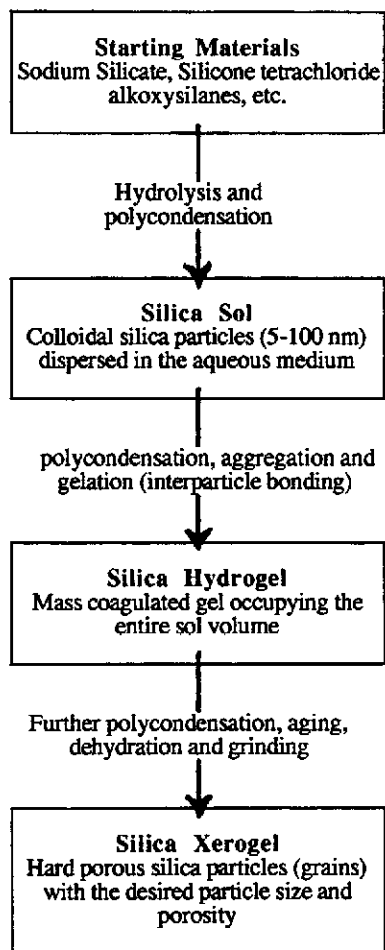 Starting Materials
Sodium Silicate, Silicone tetrachloride
alkoxysilanes, etc.
Hydrolysis and
polycondensation
Silica Sol
Colloidal silica particles (5-100 nm)
dispersed in the aqueous medium
polycondensation, aggregation and
gelation (interparticle bonding)
Silica Hydrogel
Mass coagulated gel occupying the
entire sol volume
Further polycondensation, aging,
dehydration and grinding
Silica Xerogel
Hard porous silica particles (grains)
with the desired particle size and
porosity